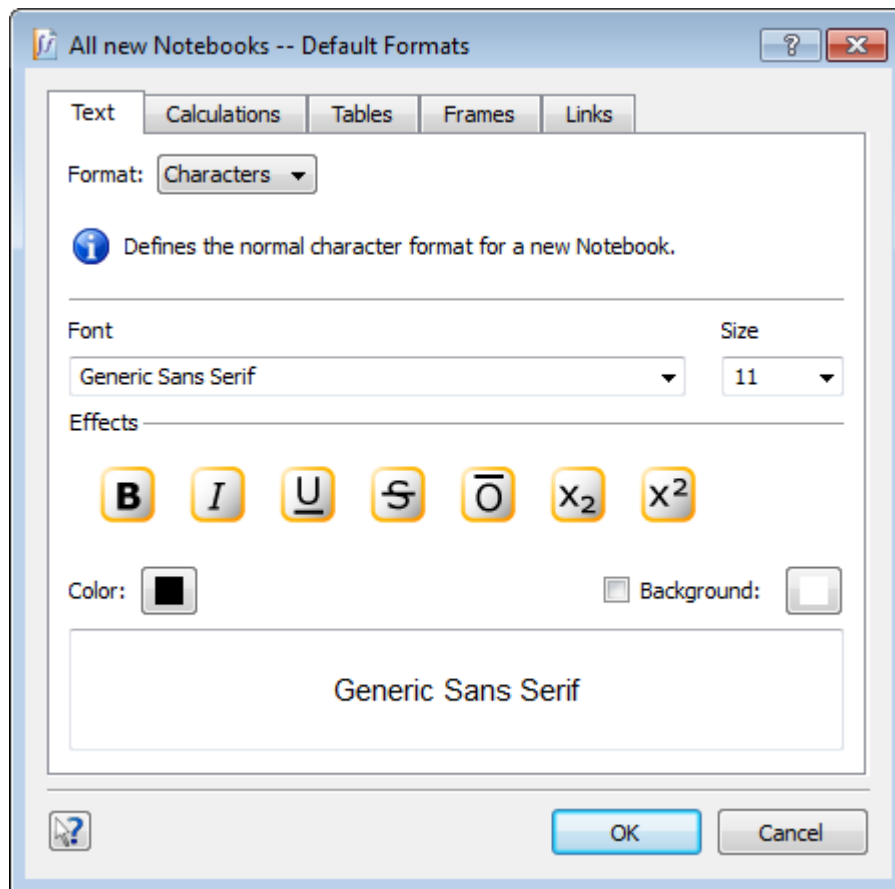 All new Notebooks -- Default Formats
Text Calculations Tables Frames Links
Format: Characters
Defines the normal character format for a new Notebook.
Font Size
Generic Sans Serif 11
Effects
B I U S O X2 X²
Color: Background:
Generic Sans Serif
OK Cancel